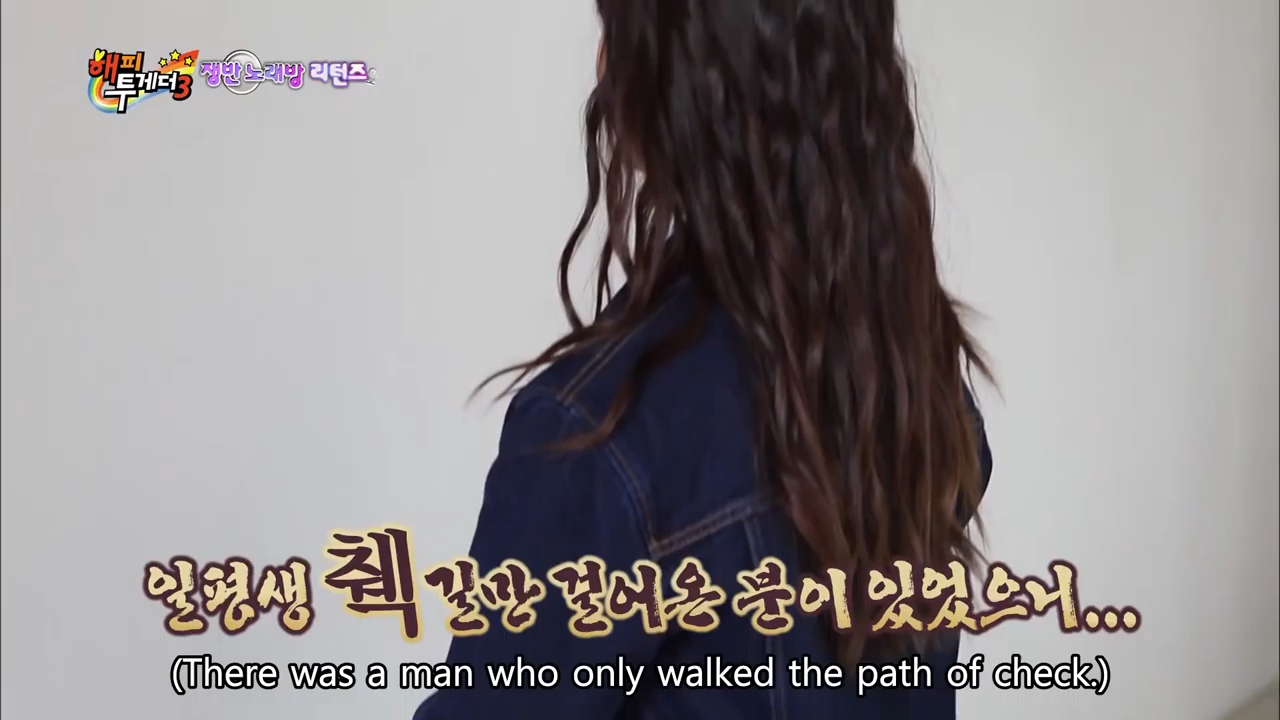 해피
투게더3
쟁반 노래방 리턴즈
일평생 췍 길만 걸어온 분이 있었으니...
(There was a man who only walked the path of check.)